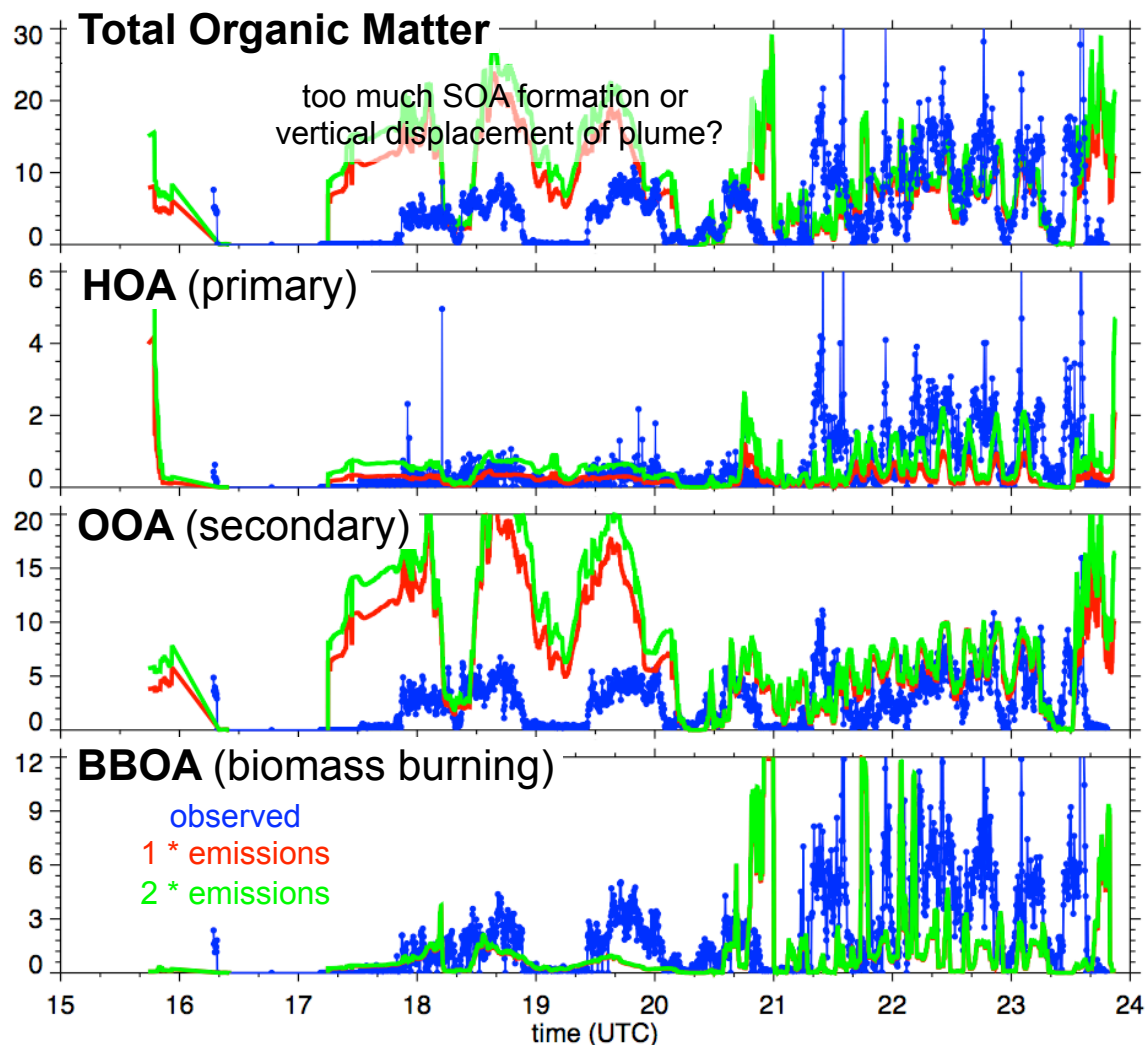 Total Organic Matter
too much SOA formation or
vertical displacement of plume?
30
20
10
0
HOA (primary)
6
4
2
0
OOA (secondary)
20
15
10
5
0
BBOA (biomass burning)
observed
1 * emissions
2 * emissions
12
9
6
3
0
15 16 17 18 19 20 21 22 23 24
time (UTC)